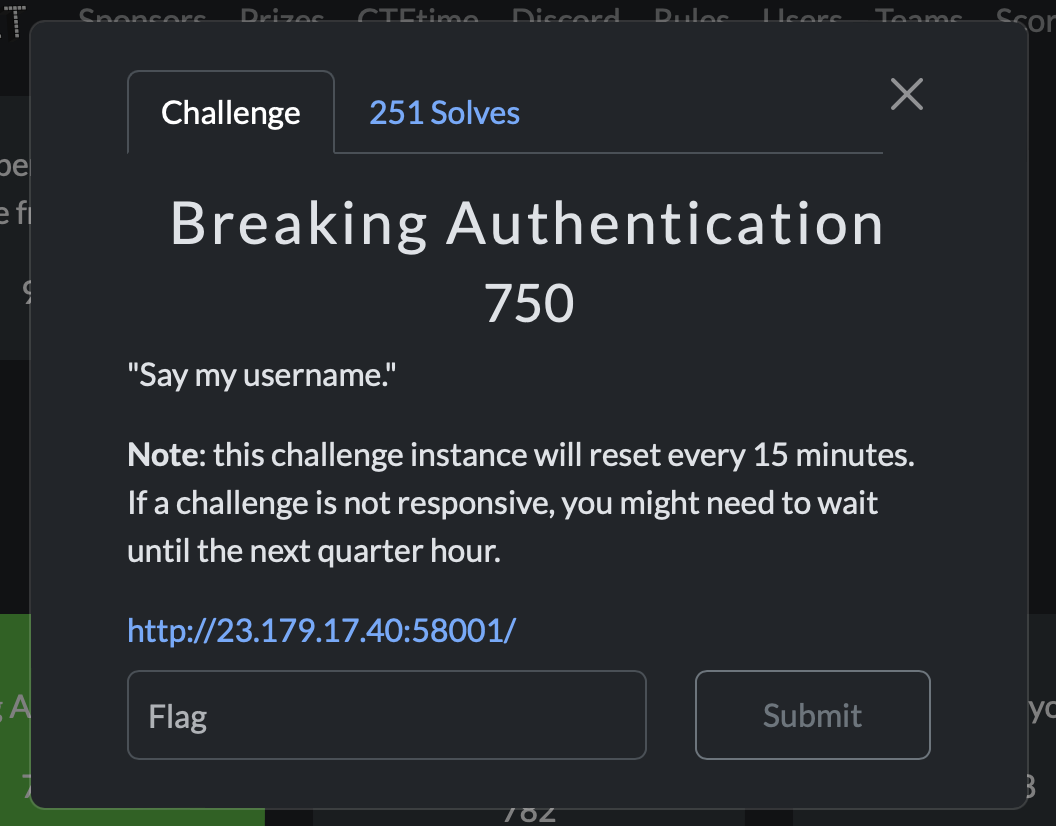 Sponsors Prizes CTFtime Discord Rules Users Teams
Challenge
251 Solves
Breaking Authentication
750
"Say my username."
Note: this challenge instance will reset every 15 minutes.
If a challenge is not responsive, you might need to wait
until the next quarter hour.
http://23.179.17.40:58001/
Flag
Submit
782